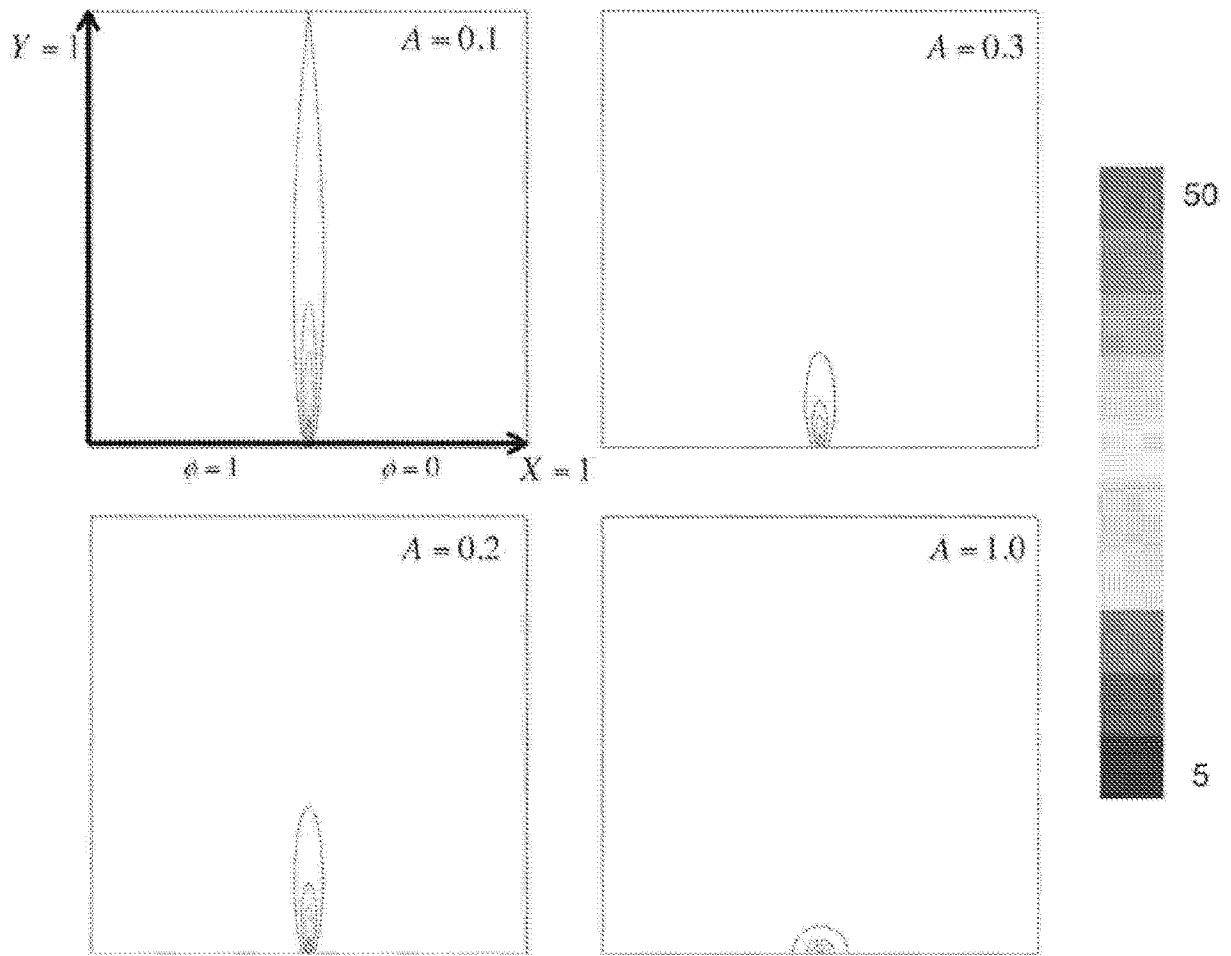 Y = 1
A = 0.1
A = 0.3
50
ϕ = 1
ϕ = 0
X = 1
A = 0.2
A = 1.0
5